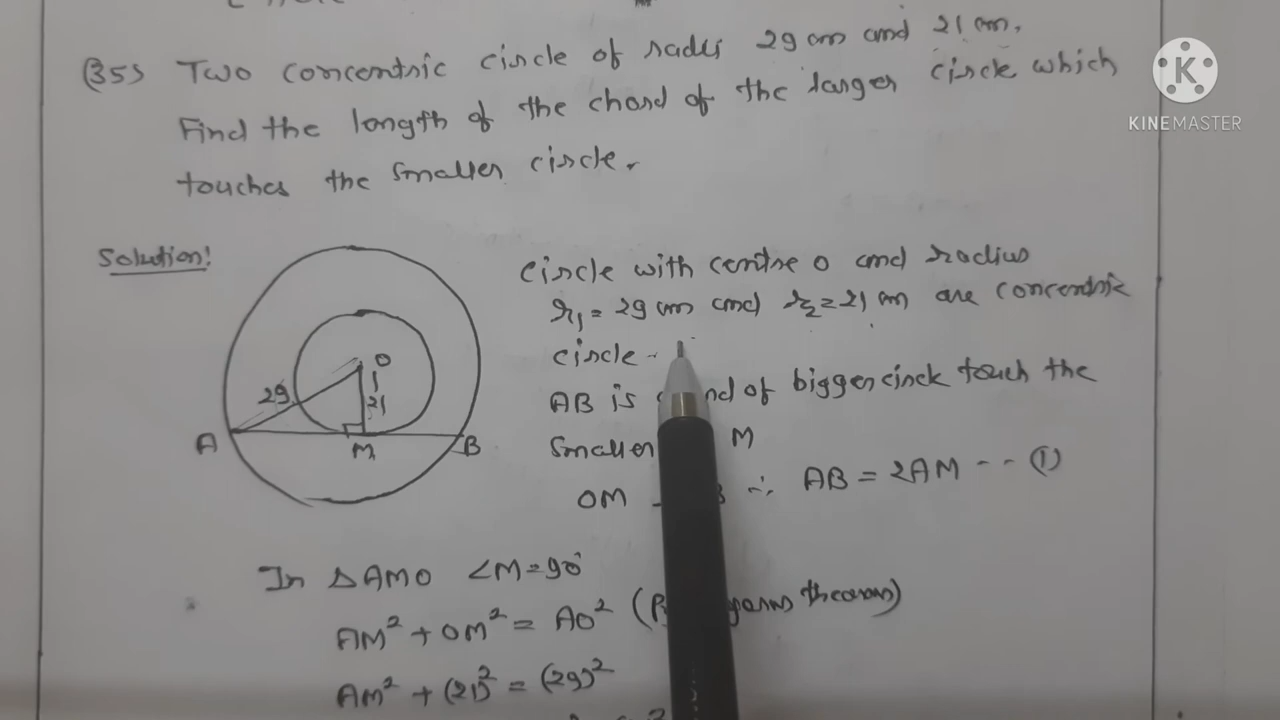 (35) Two concentric circle of radii 29 cm and 21 cm.
Find the length of the chord of the larger circle which
touches the smaller circle.
KINEMASTER
Solution!
circle with centre O and radius
r₁ = 29 cm and r₂ = 21 cm are concentric
circle.
AB is of bigger circle touch the
Smaller M
OM ∴ AB = 2AM -- (1)
O
29
21
A M B
In △AMO ∠M=90°
AM² + OM² = AO² ( theorem)
AM² + (21)² = (29)²